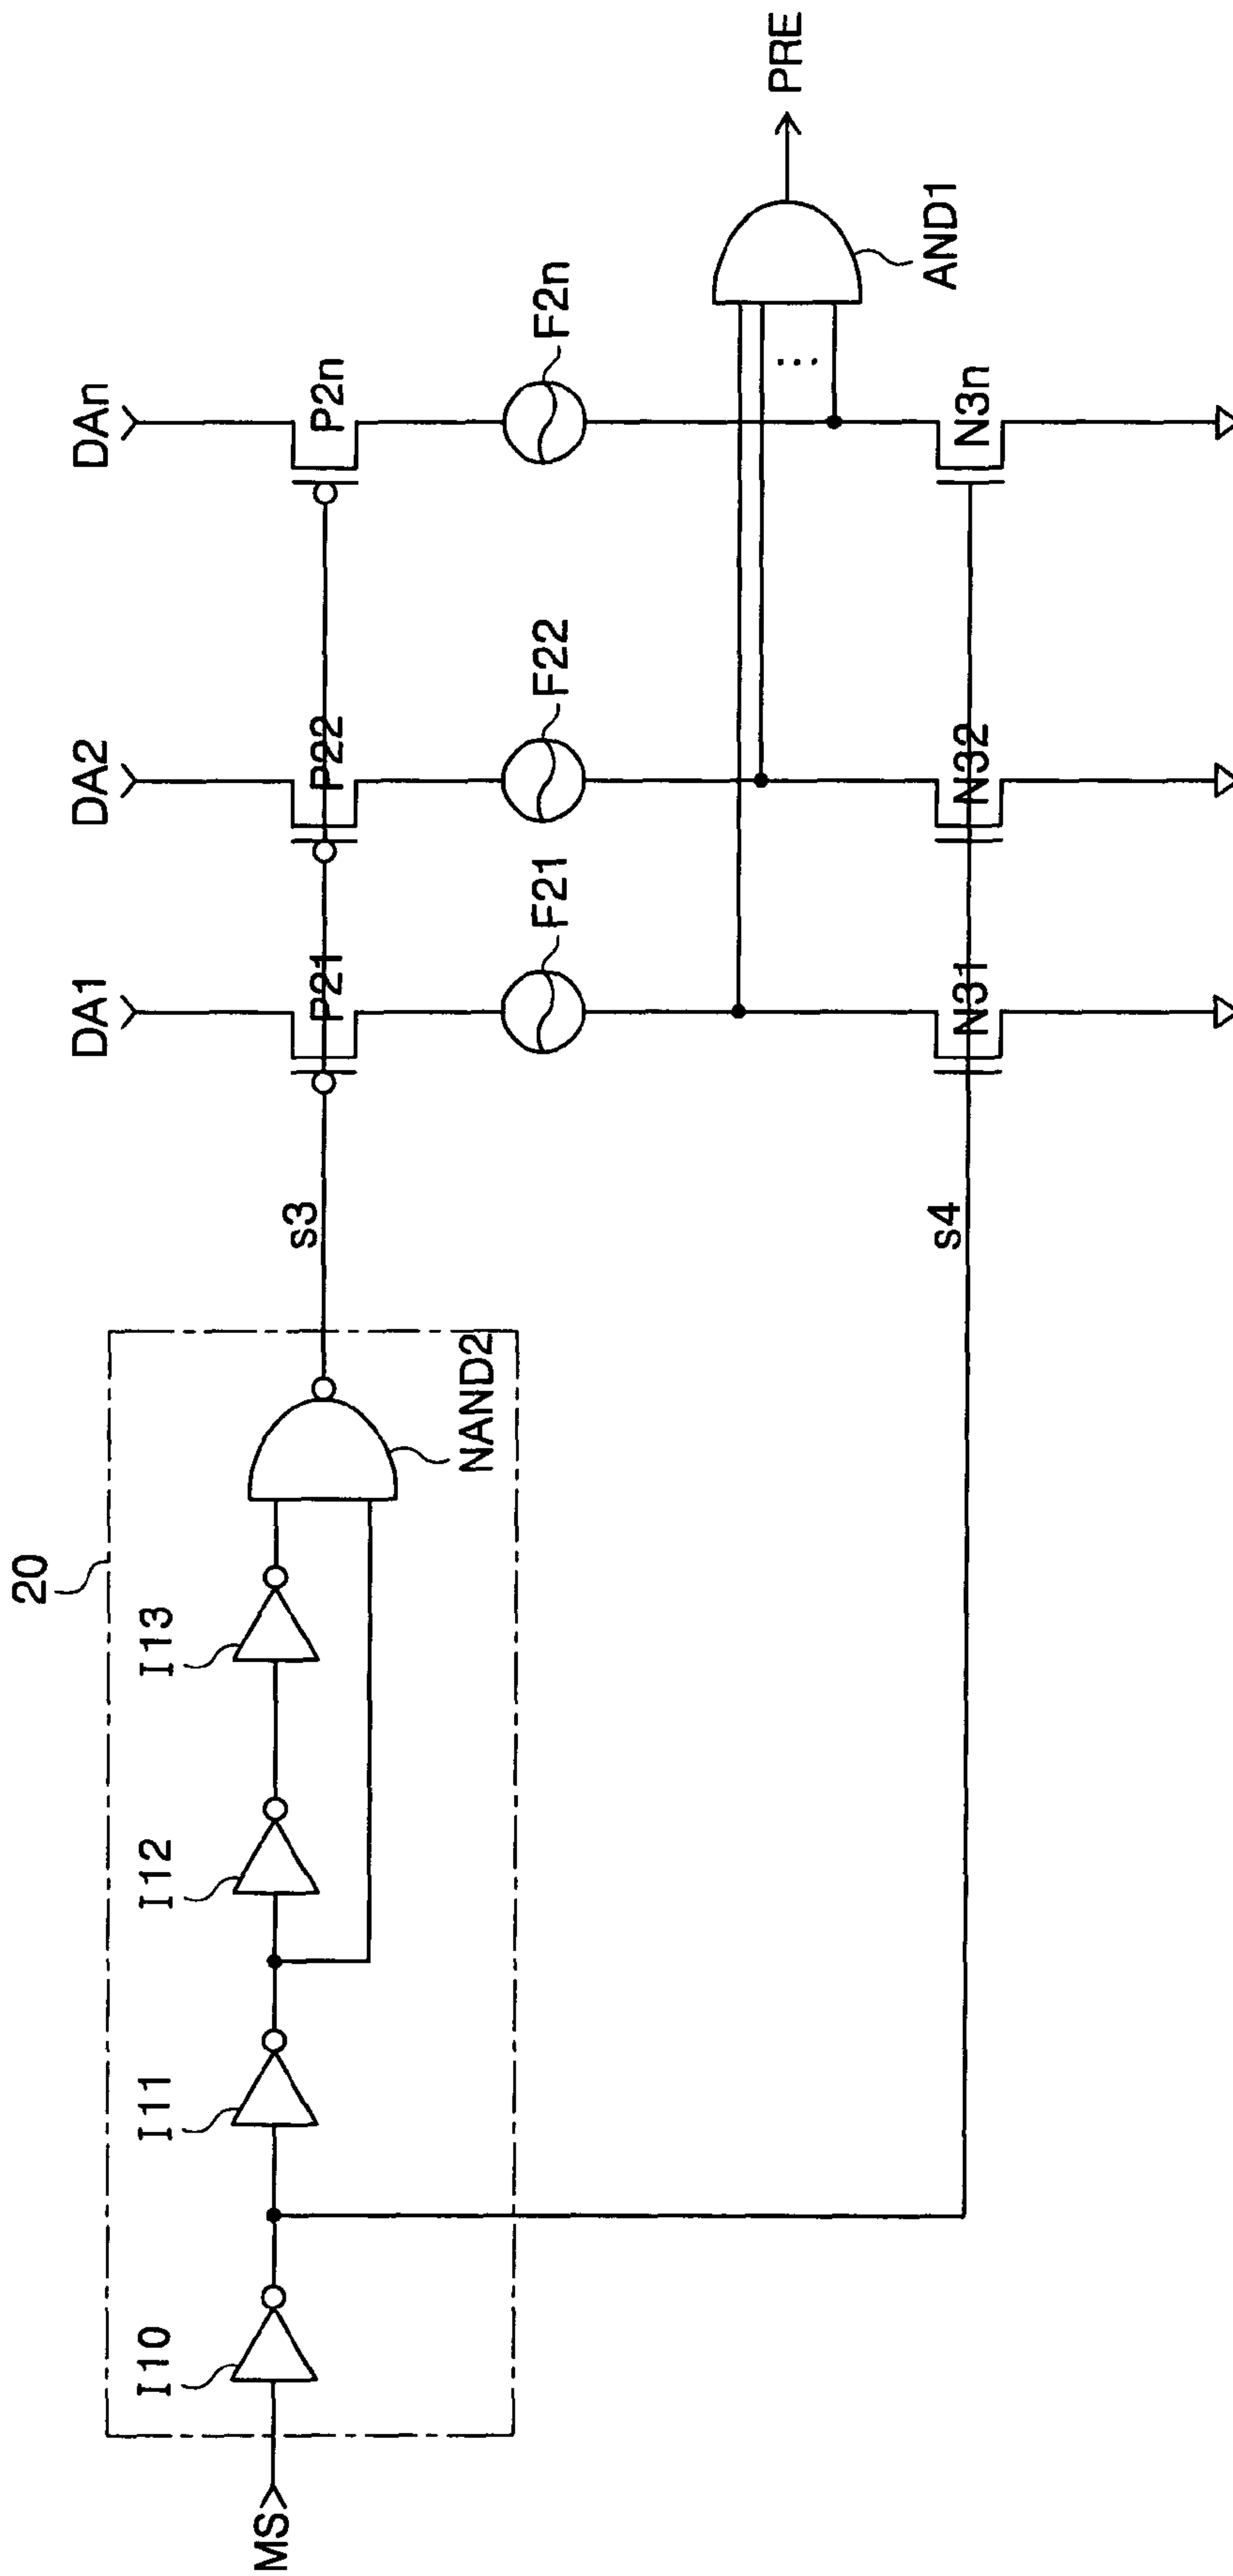 20
I10
I11
I12
I13
MS
NAND2
s3
s4
DA1
DA2
DAn
P21
P22
P2n
F21
F22
F2n
...
N31
N32
N3n
AND1
PRE